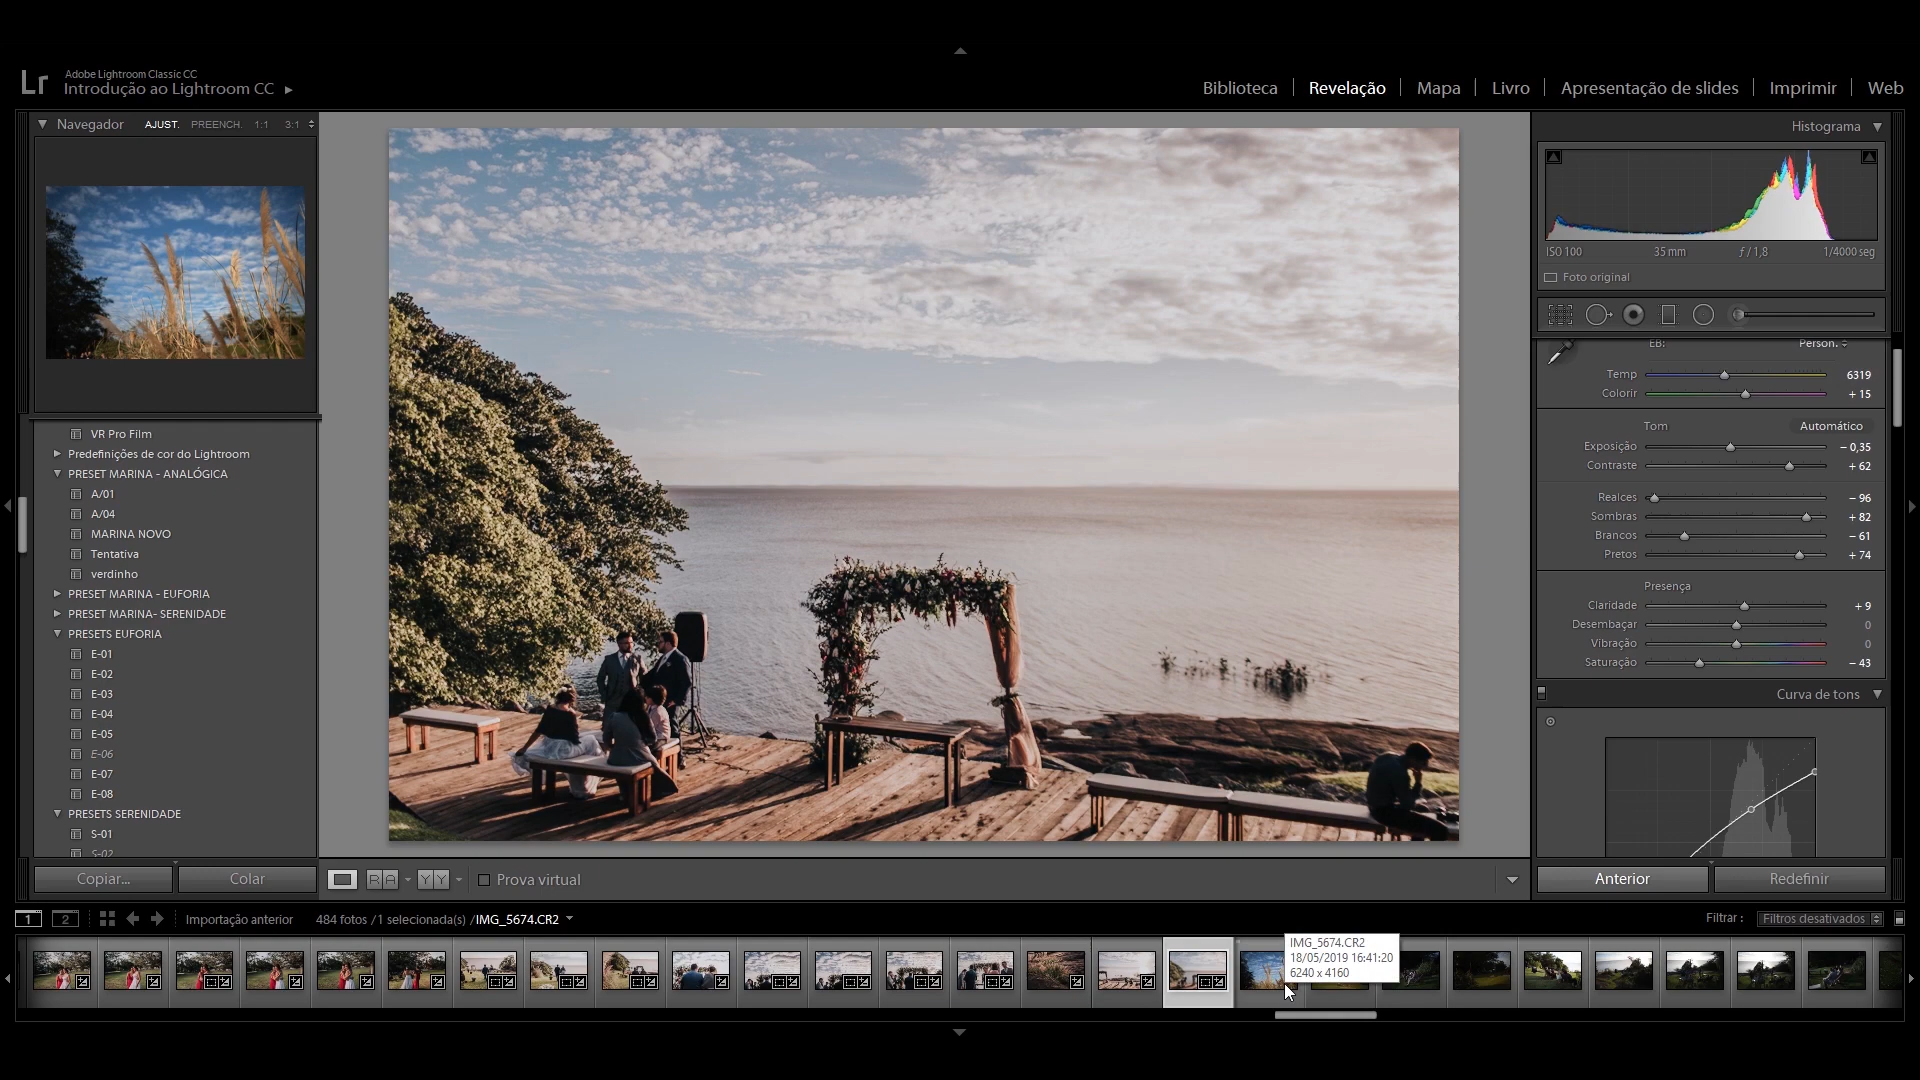 Lr
Adobe Lightroom Classic CC
Introdução ao Lightroom CC
Biblioteca
Revelação
Mapa
Livro
Apresentação de slides
Imprimir
Web
Navegador AJUST. PREENCH. 1:1 3:1
VR Pro Film
Predefinições de cor do Lightroom
PRESET MARINA - ANALÓGICA
A/01
A/04
MARINA NOVO
Tentativa
verdinho
PRESET MARINA - EUFORIA
PRESET MARINA- SERENIDADE
PRESETS EUFORIA
E-01
E-02
E-03
E-04
E-05
E-06
E-07
E-08
PRESETS SERENIDADE
S-01
S-02
Copiar...
Colar
R A
Y Y
Prova virtual
Histograma
ISO 100 35 mm ƒ / 1,8 1/4000 seg
Foto original
EB: Person.
Temp 6319
Colorir + 15
Tom Automático
Exposição − 0,35
Contraste + 62
Realces − 96
Sombras + 82
Brancos − 61
Pretos + 74
Presença
Claridade + 9
Desembaçar 0
Vibração 0
Saturação − 43
Curva de tons
Anterior
Redefinir
1 2
Importação anterior
484 fotos /1 selecionada(s) /IMG_5674.CR2
Filtrar : Filtros desativados
IMG_5674.CR2
18/05/2019 16:41:20
6240 x 4160